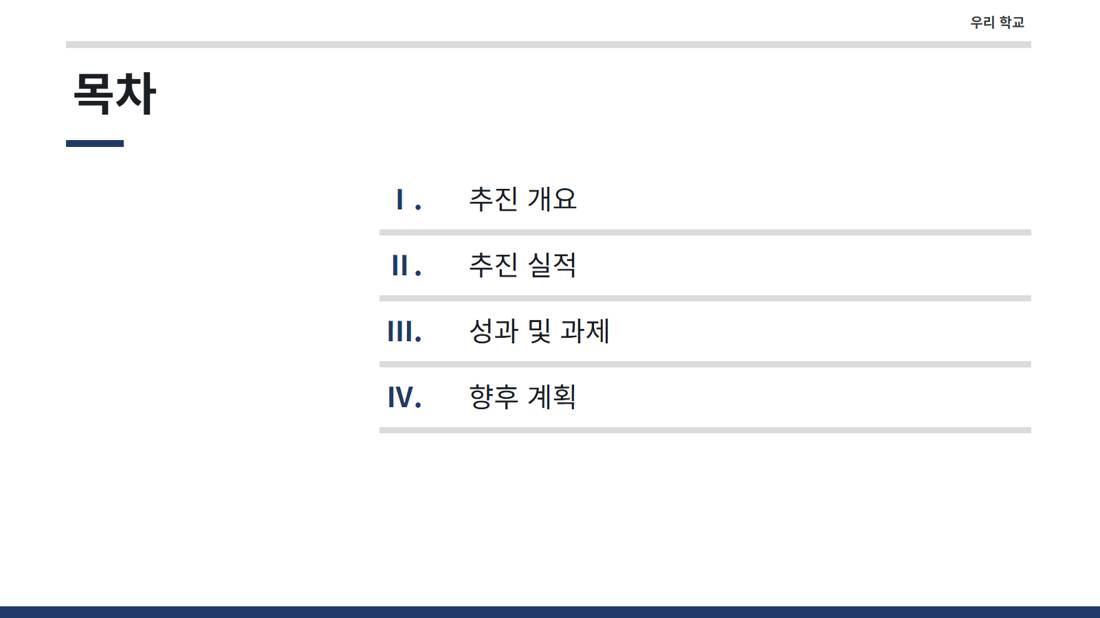 우리 학교
목차
I. 추진 개요
II. 추진 실적
III. 성과 및 과제
IV. 향후 계획